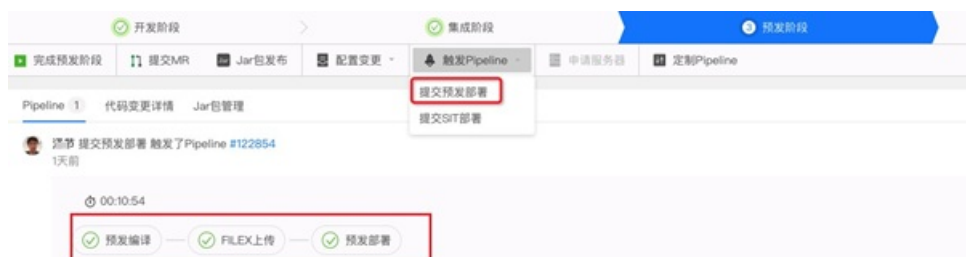 开发阶段
集成阶段
3 预发阶段
完成预发阶段 提交MR Jar包发布 配置变更 触发Pipeline 申请服务器 定制Pipeline
提交预发部署
提交SIT部署
Pipeline 1 代码变更详情 Jar包管理
提交预发部署 触发了Pipeline #122854
1天前
00:10:54
预发编译 FILEX上传 预发部署